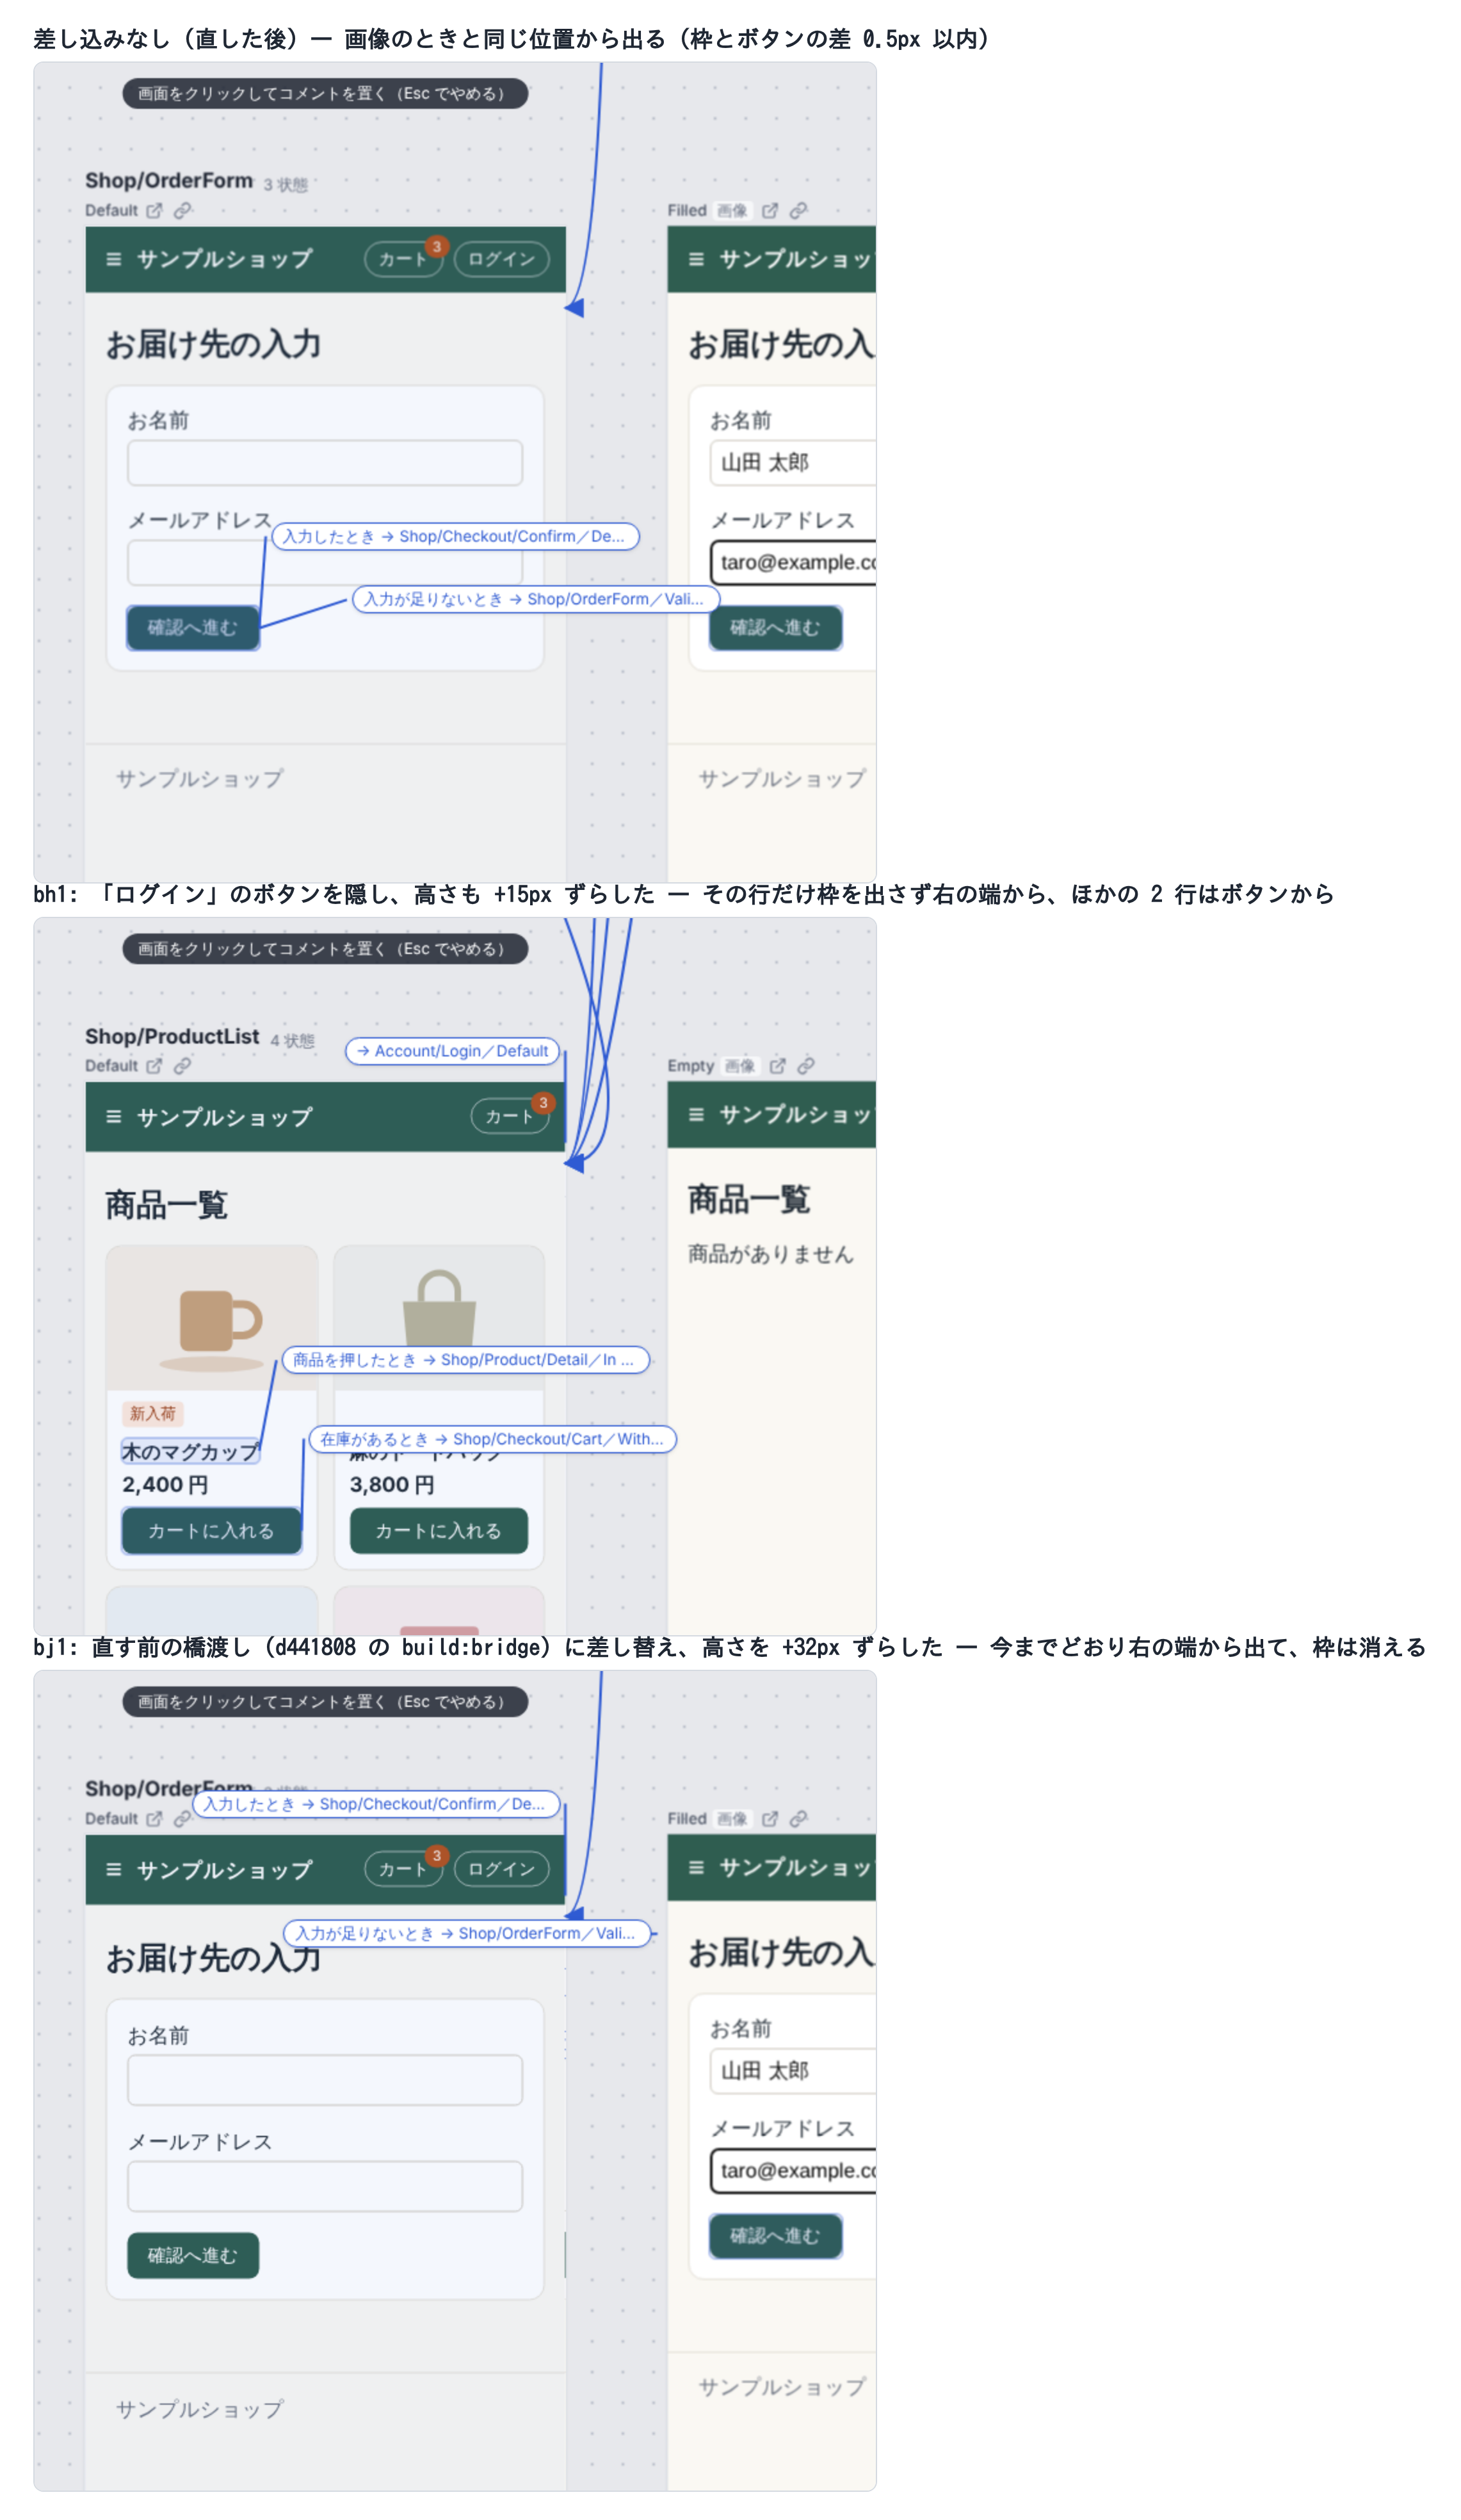 差し込みなし（直した後）— 画像のときと同じ位置から出る（枠とボタンの差 0.5px 以内）
画面をクリックしてコメントを置く（Esc でやめる）
Shop/OrderForm 3 状態
Default
Filled 画像
≡ サンプルショップ カート 3 ログイン
≡ サンプルショッ
お届け先の入力
お届け先の入
お名前
お名前
山田 太郎
メールアドレス
メールアドレス
入力したとき → Shop/Checkout/Confirm／De...
taro@example.co
入力が足りないとき → Shop/OrderForm／Vali...
確認へ進む
確認へ進む
サンプルショップ
サンプルショップ
bh1: 「ログイン」のボタンを隠し、高さも +15px ずらした — その行だけ枠を出さず右の端から、ほかの 2 行はボタンから
画面をクリックしてコメントを置く（Esc でやめる）
Shop/ProductList 4 状態
→ Account/Login／Default
Default
Empty 画像
≡ サンプルショップ カート 3
≡ サンプルショッ
商品一覧
商品一覧
商品がありません
商品を押したとき → Shop/Product/Detail／In ...
新入荷
在庫があるとき → Shop/Checkout/Cart／With...
木のマグカップ
2,400 円
3,800 円
カートに入れる
カートに入れる
bj1: 直す前の橋渡し（d441808 の build:bridge）に差し替え、高さを +32px ずらした — 今までどおり右の端から出て、枠は消える
画面をクリックしてコメントを置く（Esc でやめる）
Shop/OrderForm
入力したとき → Shop/Checkout/Confirm／De...
Default
Filled 画像
≡ サンプルショップ カート 3 ログイン
≡ サンプルショッ
入力が足りないとき → Shop/OrderForm／Vali...
お届け先の入力
お届け先の入
お名前
お名前
山田 太郎
メールアドレス
メールアドレス
taro@example.co
確認へ進む
確認へ進む
サンプルショップ
サンプルショップ